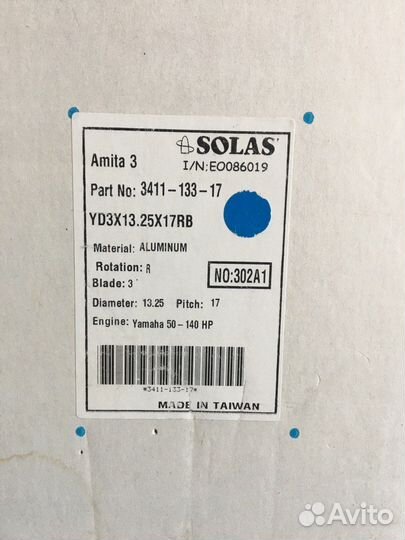 SOLAS
Amita 3
I/N:EO086019
Part No: 3411-133-17
YD3X13.25X17RB
Material: ALUMINUM
Rotation: R
NO:302A1
Blade: 3
Diameter: 13.25 Pitch: 17
Engine: Yamaha 50-140 HP
*3411-133-17*
MADE IN TAIWAN
Avito